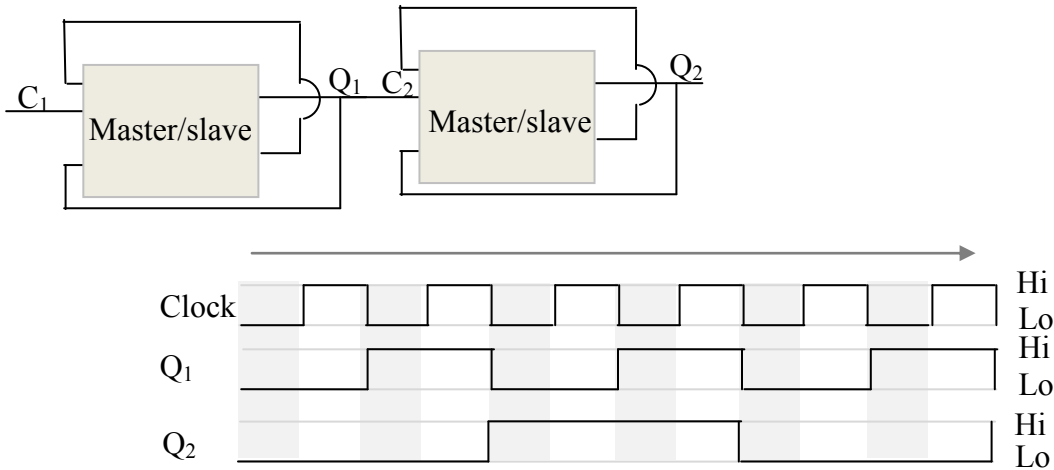 C₁
Master/slave
Q₁
C₂
Master/slave
Q₂
Clock
Hi
Lo
Q₁
Hi
Lo
Q₂
Hi
Lo